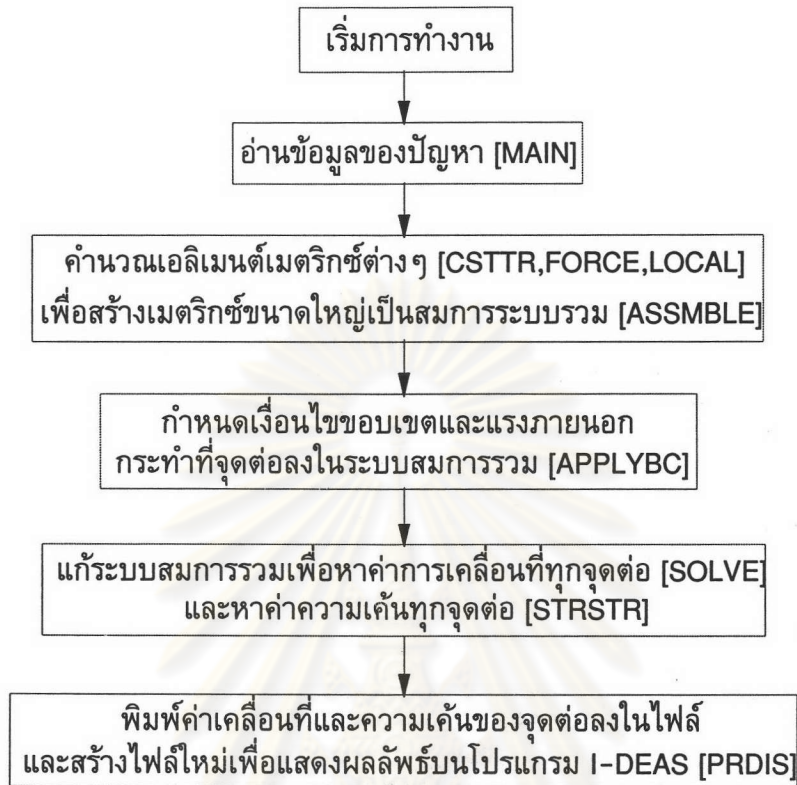 เริ่มการทำงาน
อ่านข้อมูลของปัญหา [MAIN]
คำนวณเอลิเมนต์เมตริกซ์ต่างๆ [CSTTR,FORCE,LOCAL]
เพื่อสร้างเมตริกซ์ขนาดใหญ่เป็นสมการระบบรวม [ASSMBLE]
กำหนดเงื่อนไขขอบเขตและแรงภายนอก
กระทำที่จุดต่อลงในระบบสมการรวม [APPLYBC]
แก้ระบบสมการรวมเพื่อหาค่าการเคลื่อนที่ทุกจุดต่อ [SOLVE]
และหาค่าความเค้นทุกจุดต่อ [STRSTR]
พิมพ์ค่าเคลื่อนที่และความเค้นของจุดต่อลงในไฟล์
และสร้างไฟล์ใหม่เพื่อแสดงผลลัพธ์บนโปรแกรม I-DEAS [PRDIS]